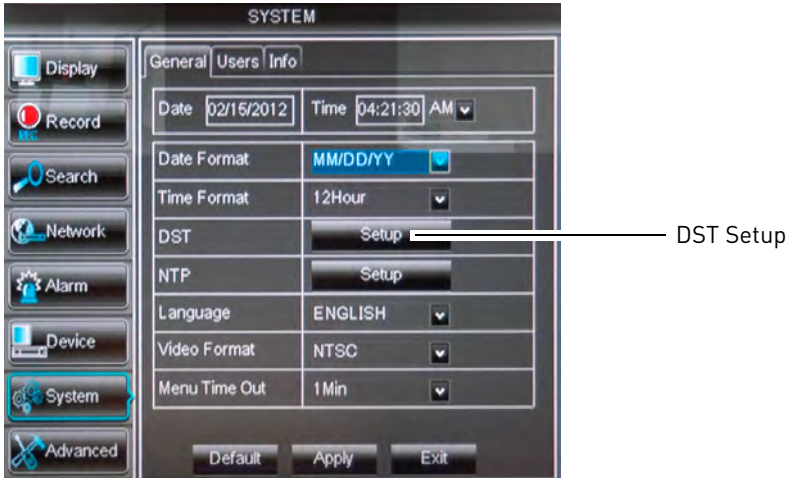 SYSTEM
Display
Record
REC
Search
Network
Alarm
Device
System
Advanced
General Users Info
Date 02/15/2012 Time 04:21:30 AM
Date Format MM/DD/YY
Time Format 12Hour
DST Setup
NTP Setup
Language ENGLISH
Video Format NTSC
Menu Time Out 1Min
Default Apply Exit
DST Setup